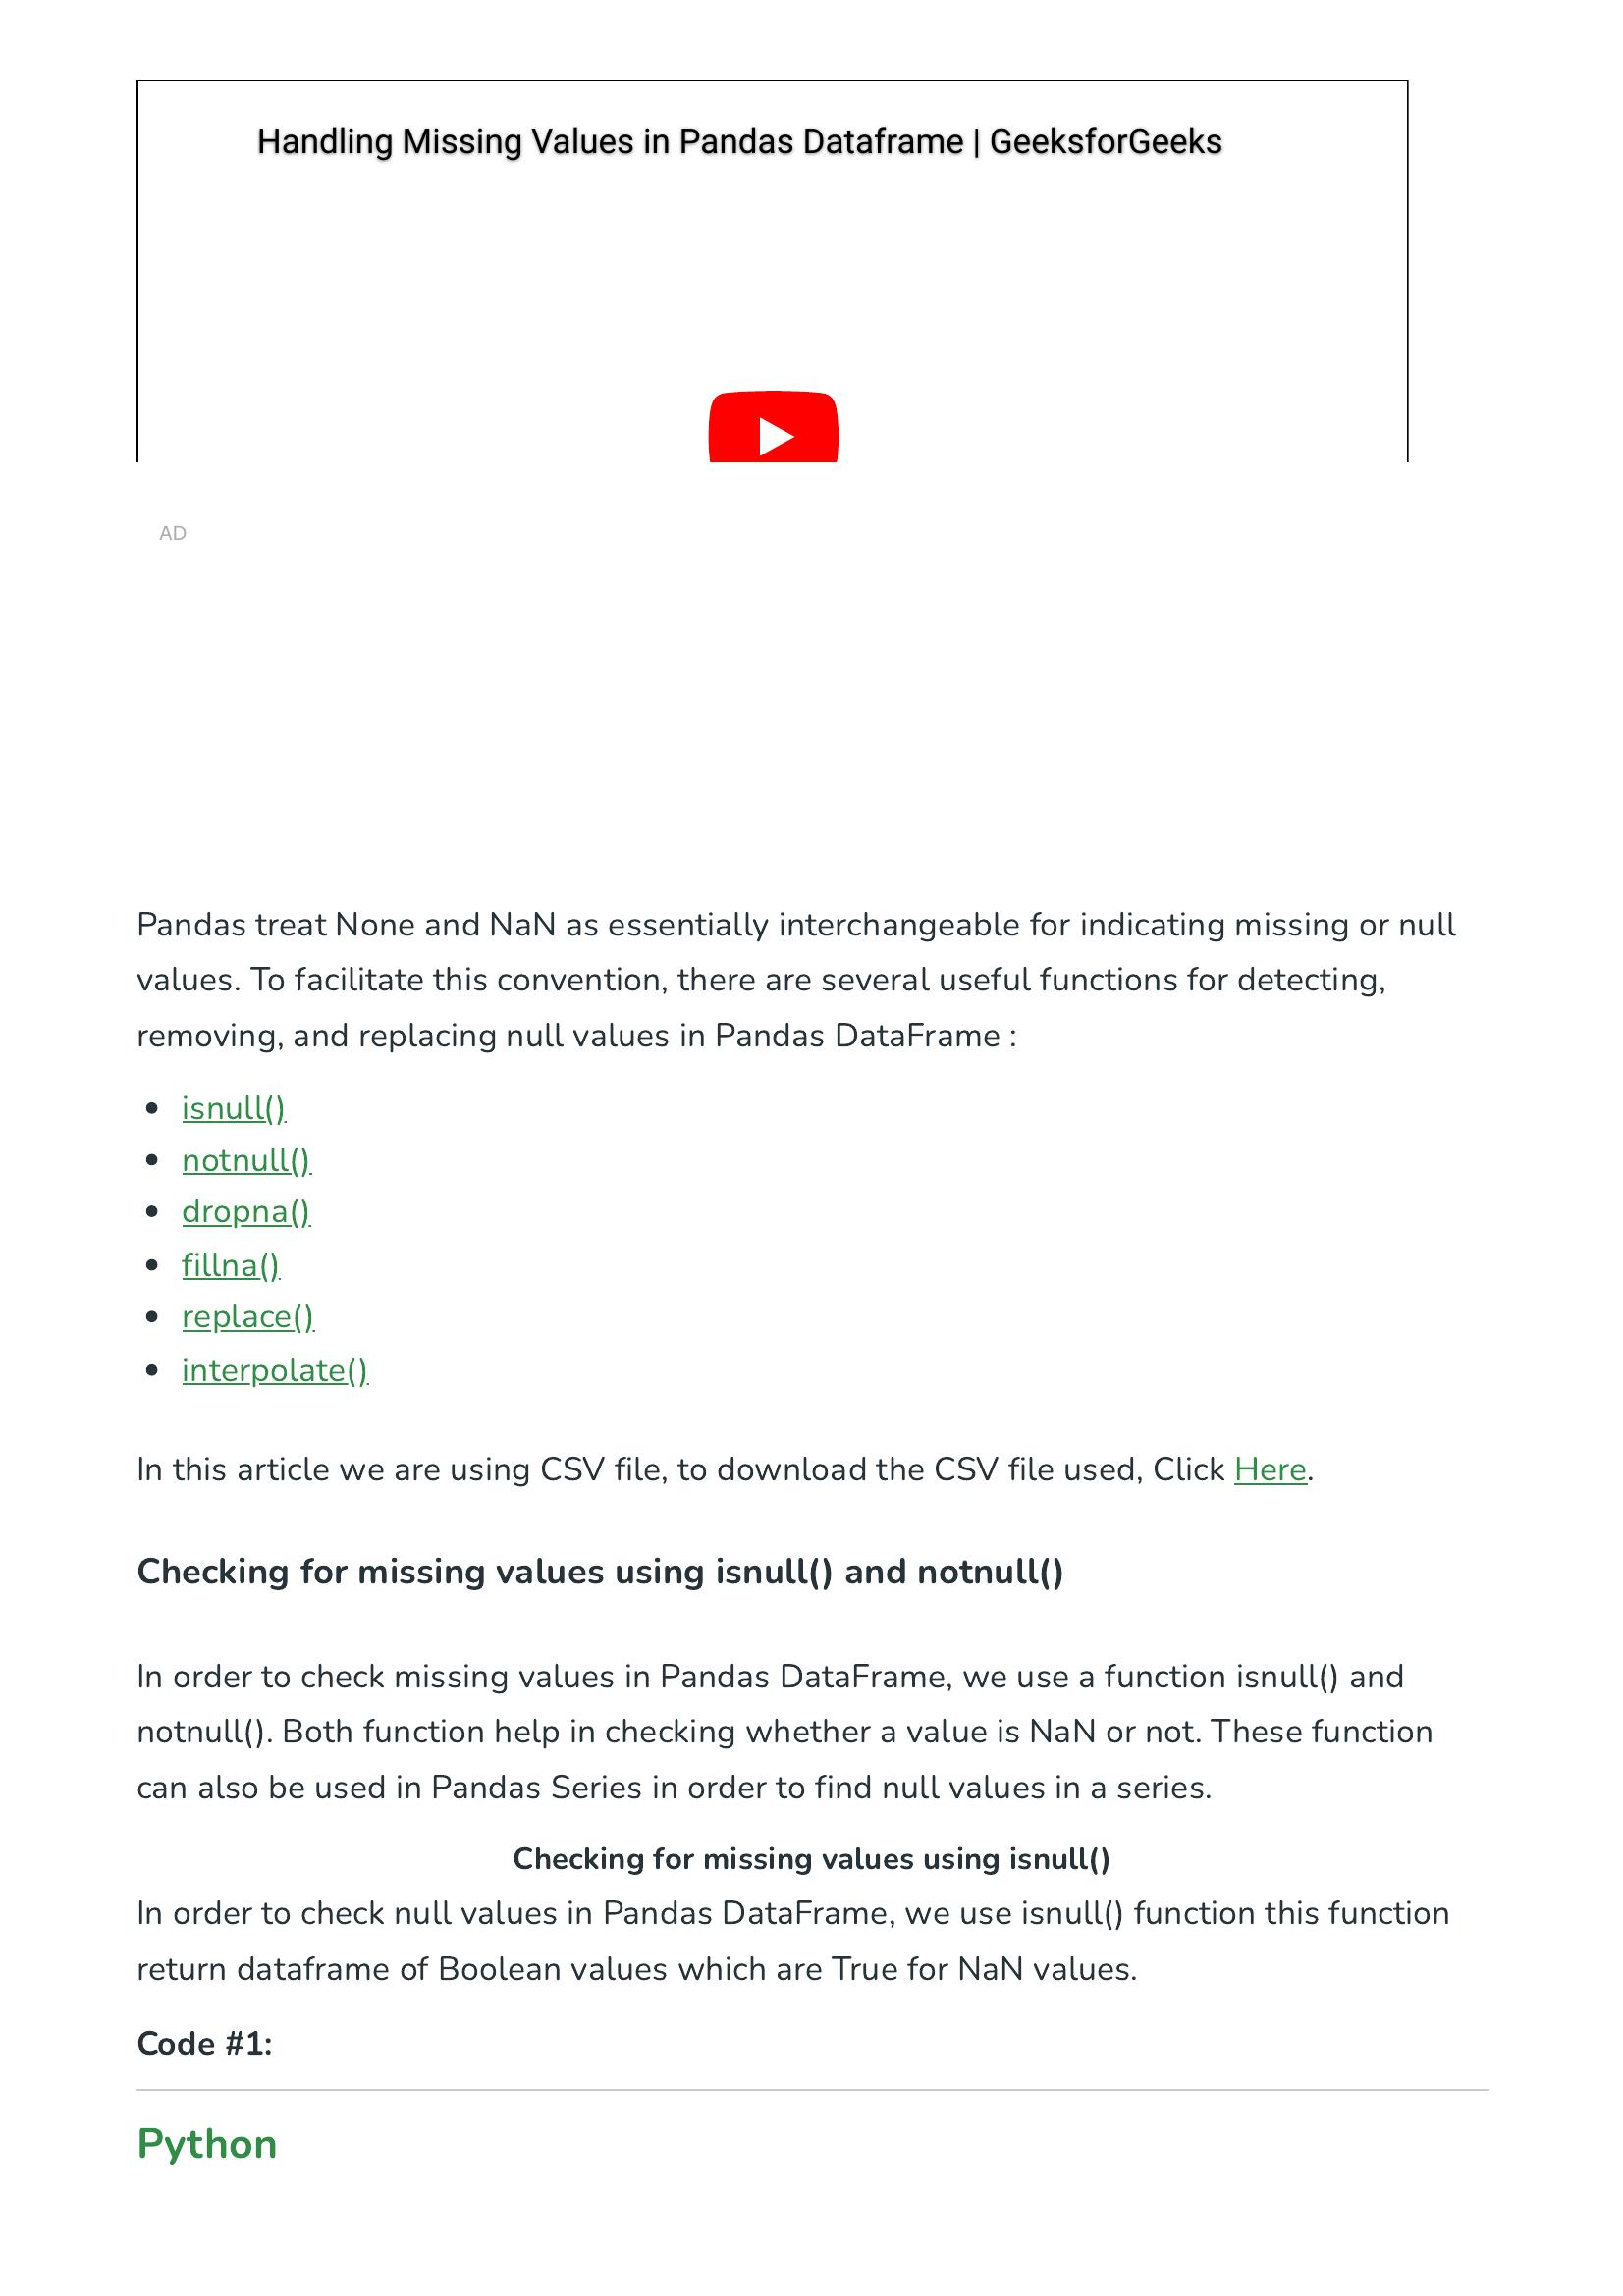 Handling Missing Values in Pandas Dataframe | GeeksforGeeks
AD
Pandas treat None and NaN as essentially interchangeable for indicating missing or null
values. To facilitate this convention, there are several useful functions for detecting,
removing, and replacing null values in Pandas DataFrame :
• isnull()
• notnull()
• dropna()
• fillna()
• replace()
• interpolate()
In this article we are using CSV file, to download the CSV file used, Click Here.
Checking for missing values using isnull() and notnull()
In order to check missing values in Pandas DataFrame, we use a function isnull() and
notnull(). Both function help in checking whether a value is NaN or not. These function
can also be used in Pandas Series in order to find null values in a series.
Checking for missing values using isnull()
In order to check null values in Pandas DataFrame, we use isnull() function this function
return dataframe of Boolean values which are True for NaN values.
Code #1:
Python